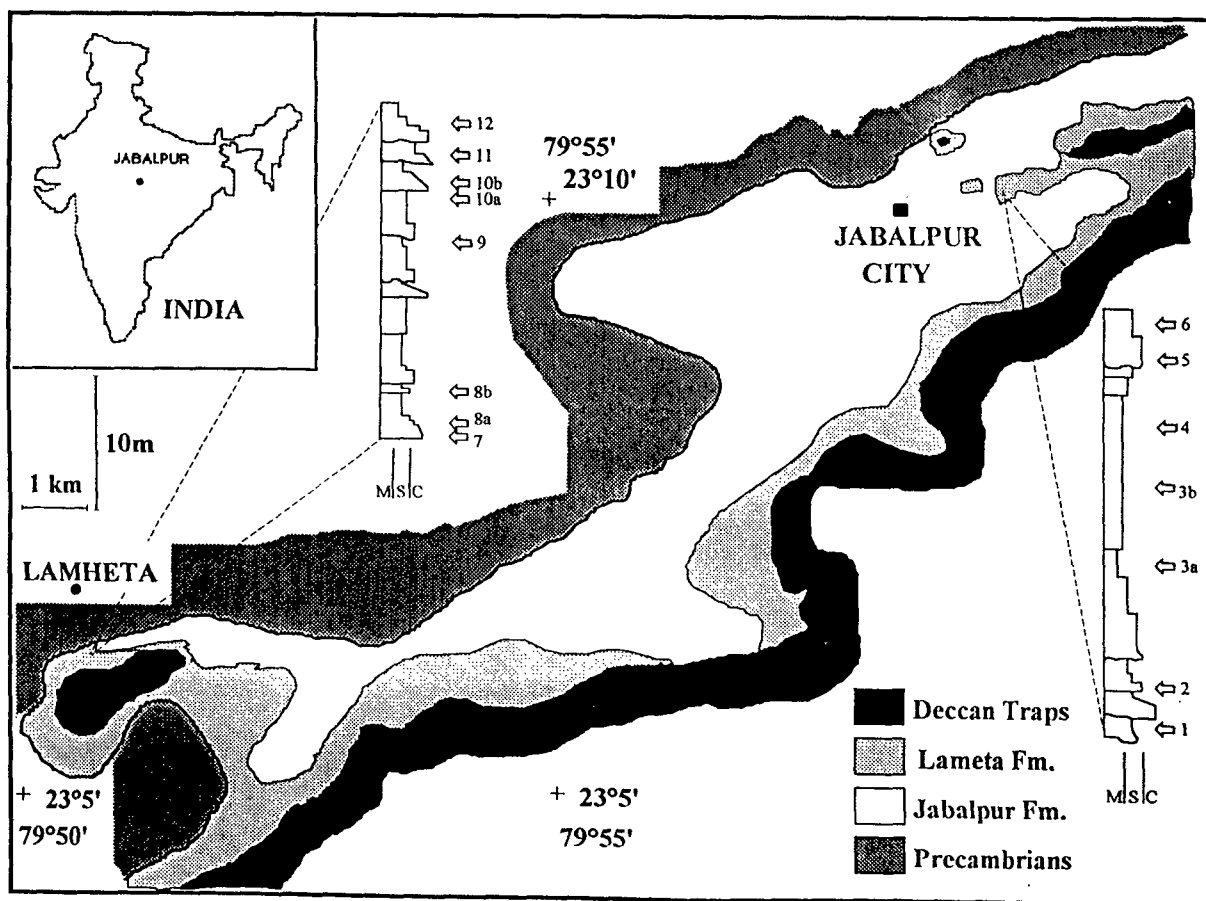 JABALPUR
INDIA
12
11
10b
10a
9
8b
8a
7
M S C
79°55'
23°10'
+
JABALPUR
CITY
10m
1 km
LAMHETA
6
5
4
3b
3a
2
1
M S C
+ 23°5'
79°50'
+ 23°5'
79°55'
Deccan Traps
Lameta Fm.
Jabalpur Fm.
Precambrians